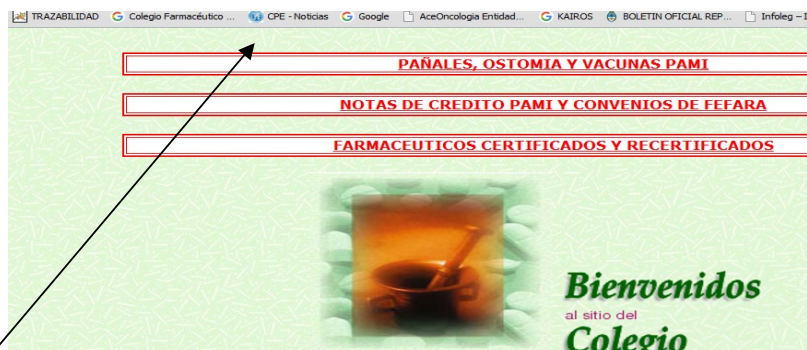 TRAZABILIDAD Colegio Farmacéutico ... CPE - Noticias Google AceOncologia Entidad... KAIROS BOLETIN OFICIAL REP... Infoleg –
PAÑALES, OSTOMIA Y VACUNAS PAMI
NOTAS DE CREDITO PAMI Y CONVENIOS DE FEFARA
FARMACEUTICOS CERTIFICADOS Y RECERTIFICADOS
Bienvenidos
al sitio del
Colegio